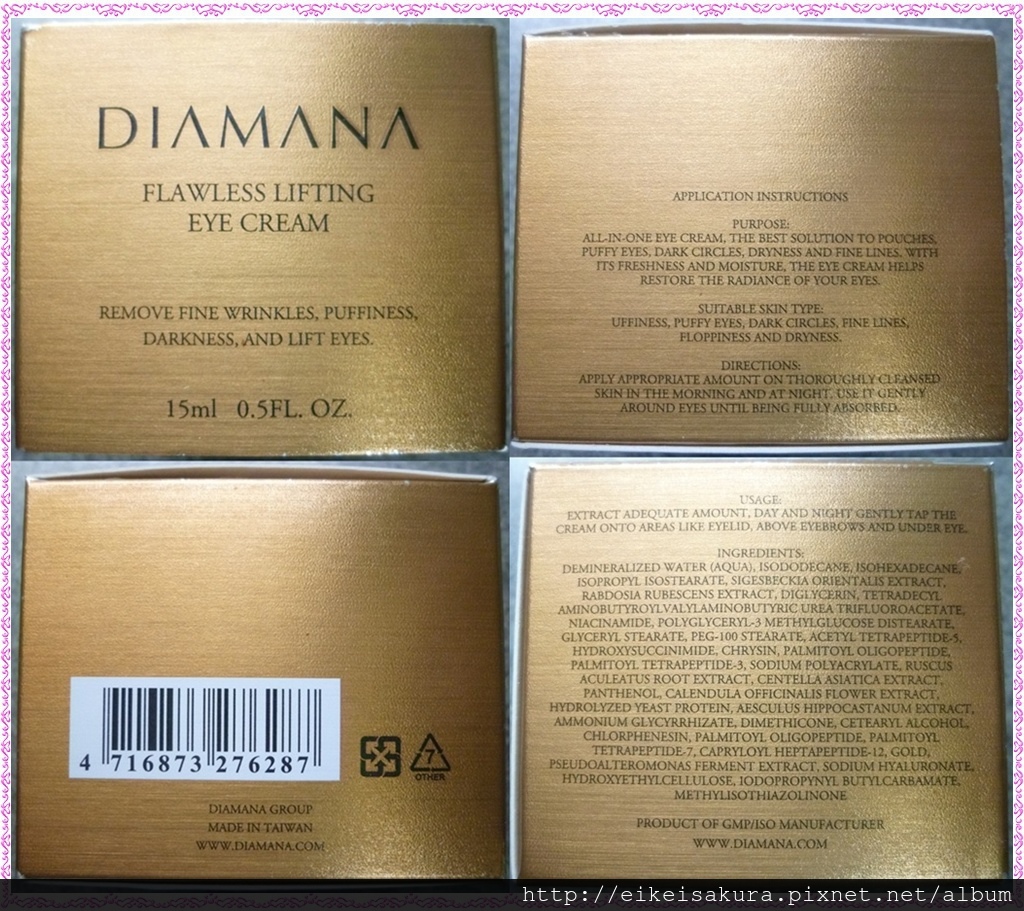 DIAMANA
FLAWLESS LIFTING
EYE CREAM
REMOVE FINE WRINKLES, PUFFINESS,
DARKNESS, AND LIFT EYES.
15ml 0.5FL. OZ.
APPLICATION INSTRUCTIONS
PURPOSE:
ALL-IN-ONE EYE CREAM, THE BEST SOLUTION TO POUCHES,
PUFFY EYES, DARK CIRCLES, DRYNESS AND FINE LINES. WITH
ITS FRESHNESS AND MOISTURE, THE EYE CREAM HELPS
RESTORE THE RADIANCE OF YOUR EYES.
SUITABLE SKIN TYPE:
UFFINESS, PUFFY EYES, DARK CIRCLES, FINE LINES,
FLOPPINESS AND DRYNESS.
DIRECTIONS:
APPLY APPROPRIATE AMOUNT ON THOROUGHLY CLEANSED
SKIN IN THE MORNING AND AT NIGHT. USE IT GENTLY
AROUND EYES UNTIL BEING FULLY ABSORBED.
4 716873 276287
7
OTHER
DIAMANA GROUP
MADE IN TAIWAN
WWW.DIAMANA.COM
USAGE:
EXTRACT ADEQUATE AMOUNT, DAY AND NIGHT GENTLY TAP THE
CREAM ONTO AREAS LIKE EYELID, ABOVE EYEBROWS AND UNDER EYE.
INGREDIENTS:
DEMINERALIZED WATER (AQUA), ISODODECANE, ISOHEXADECANE,
ISOPROPYL ISOSTEARATE, SIGESBECKIA ORIENTALIS EXTRACT,
RABDOSIA RUBESCENS EXTRACT, DIGLYCERIN, TETRADECYL
AMINOBUTYROYLVALYLAMINOBUTYRIC UREA TRIFLUOROACETATE,
NIACINAMIDE, POLYGLYCERYL-3 METHYLGLUCOSE DISTEARATE,
GLYCERYL STEARATE, PEG-100 STEARATE, ACETYL TETRAPEPTIDE-5,
HYDROXYSUCCINIMIDE, CHRYSIN, PALMITOYL OLIGOPEPTIDE,
PALMITOYL TETRAPEPTIDE-3, SODIUM POLYACRYLATE, RUSCUS
ACULEATUS ROOT EXTRACT, CENTELLA ASIATICA EXTRACT,
PANTHENOL, CALENDULA OFFICINALIS FLOWER EXTRACT,
HYDROLYZED YEAST PROTEIN, AESCULUS HIPPOCASTANUM EXTRACT,
AMMONIUM GLYCYRRHIZATE, DIMETHICONE, CETEARYL ALCOHOL,
CHLORPHENESIN, PALMITOYL OLIGOPEPTIDE, PALMITOYL
TETRAPEPTIDE-7, CAPRYLOYL HEPTAPEPTIDE-12, GOLD,
PSEUDOALTEROMONAS FERMENT EXTRACT, SODIUM HYALURONATE,
HYDROXYETHYLCELLULOSE, IODOPROPYNYL BUTYLCARBAMATE,
METHYLISOTHIAZOLINONE
PRODUCT OF GMP/ISO MANUFACTURER
WWW.DIAMANA.COM
http://eikeisakura.pixnet.net/album